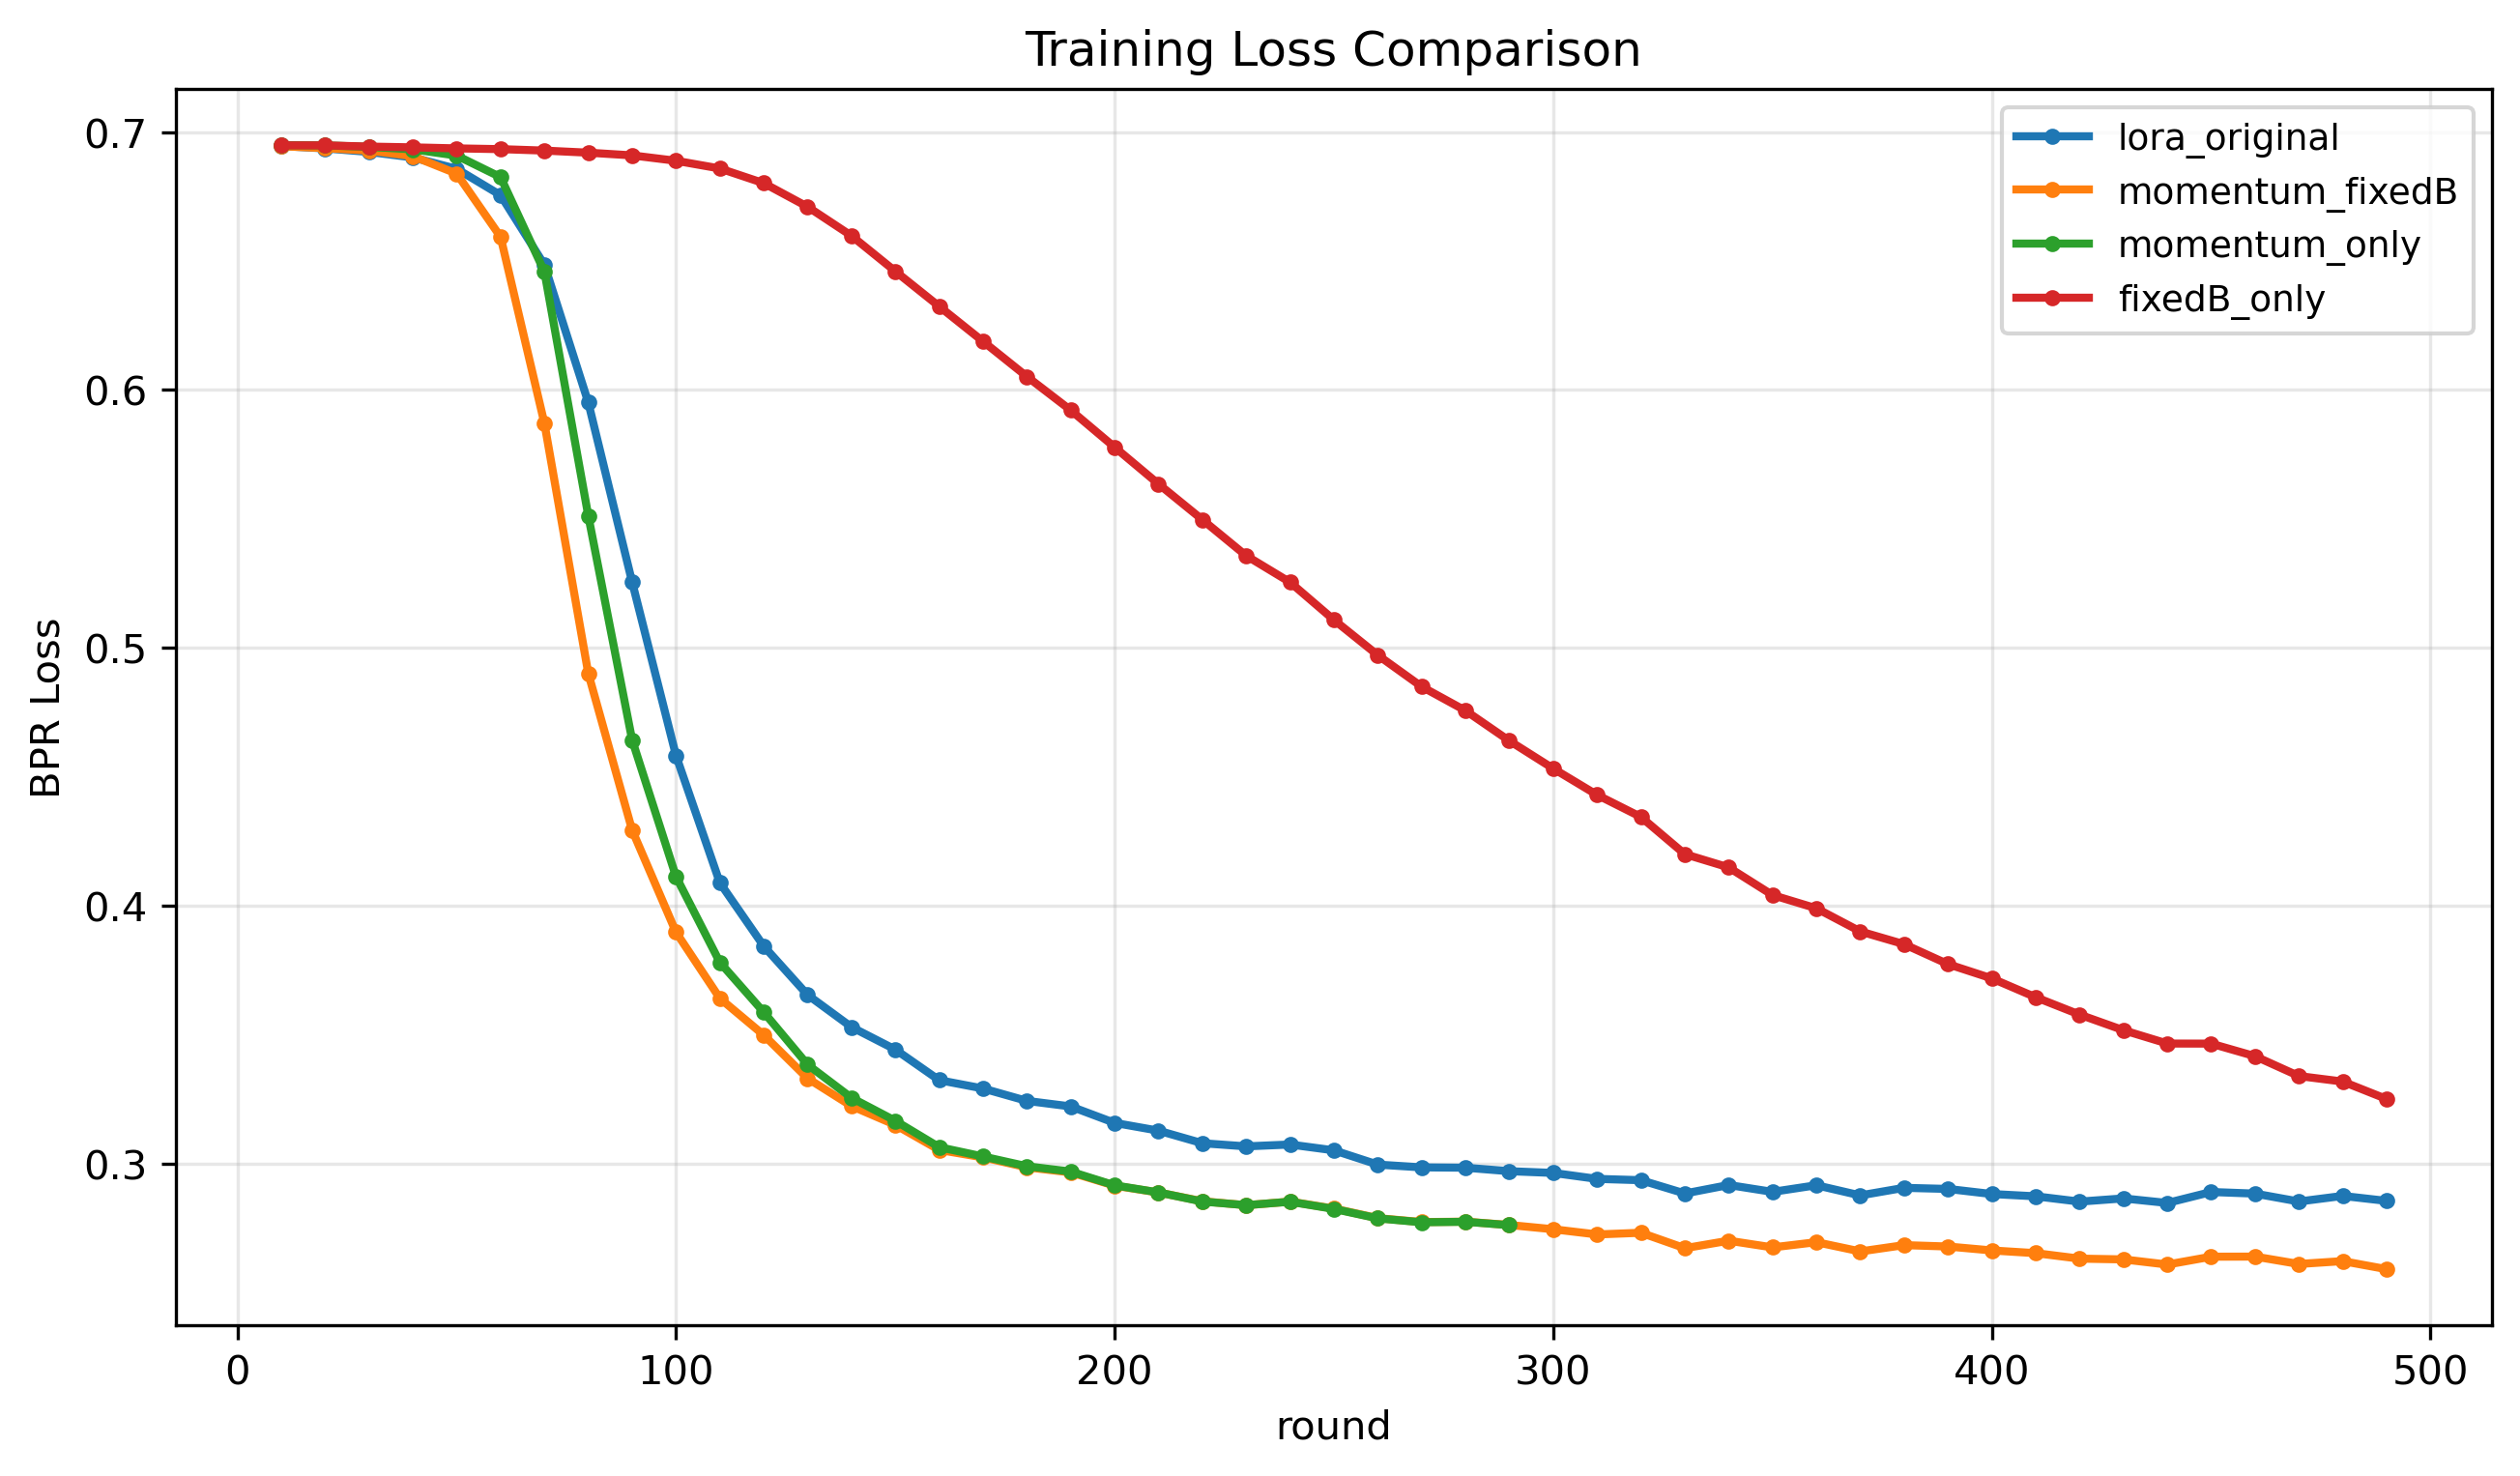 Training Loss Comparison
lora_original
momentum_fixedB
momentum_only
fixedB_only
BPR Loss
0.7
0.6
0.5
0.4
0.3
0 100 200 300 400 500
round